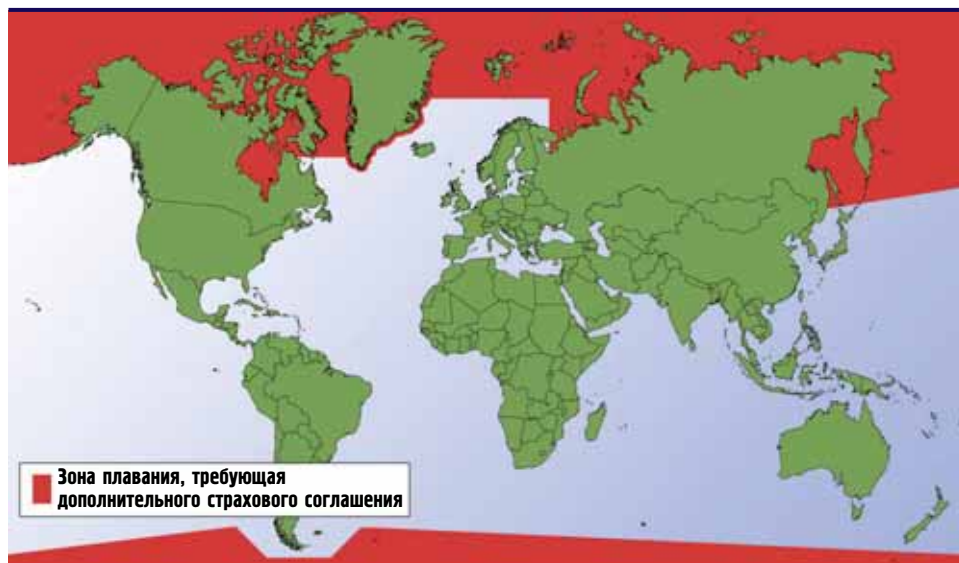 Зона плавания, требующая
дополнительного страхового соглашения